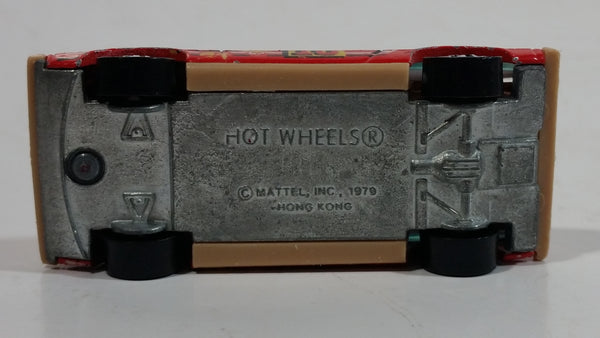 HOT WHEELS®
© MATTEL, INC., 1979
HONG KONG